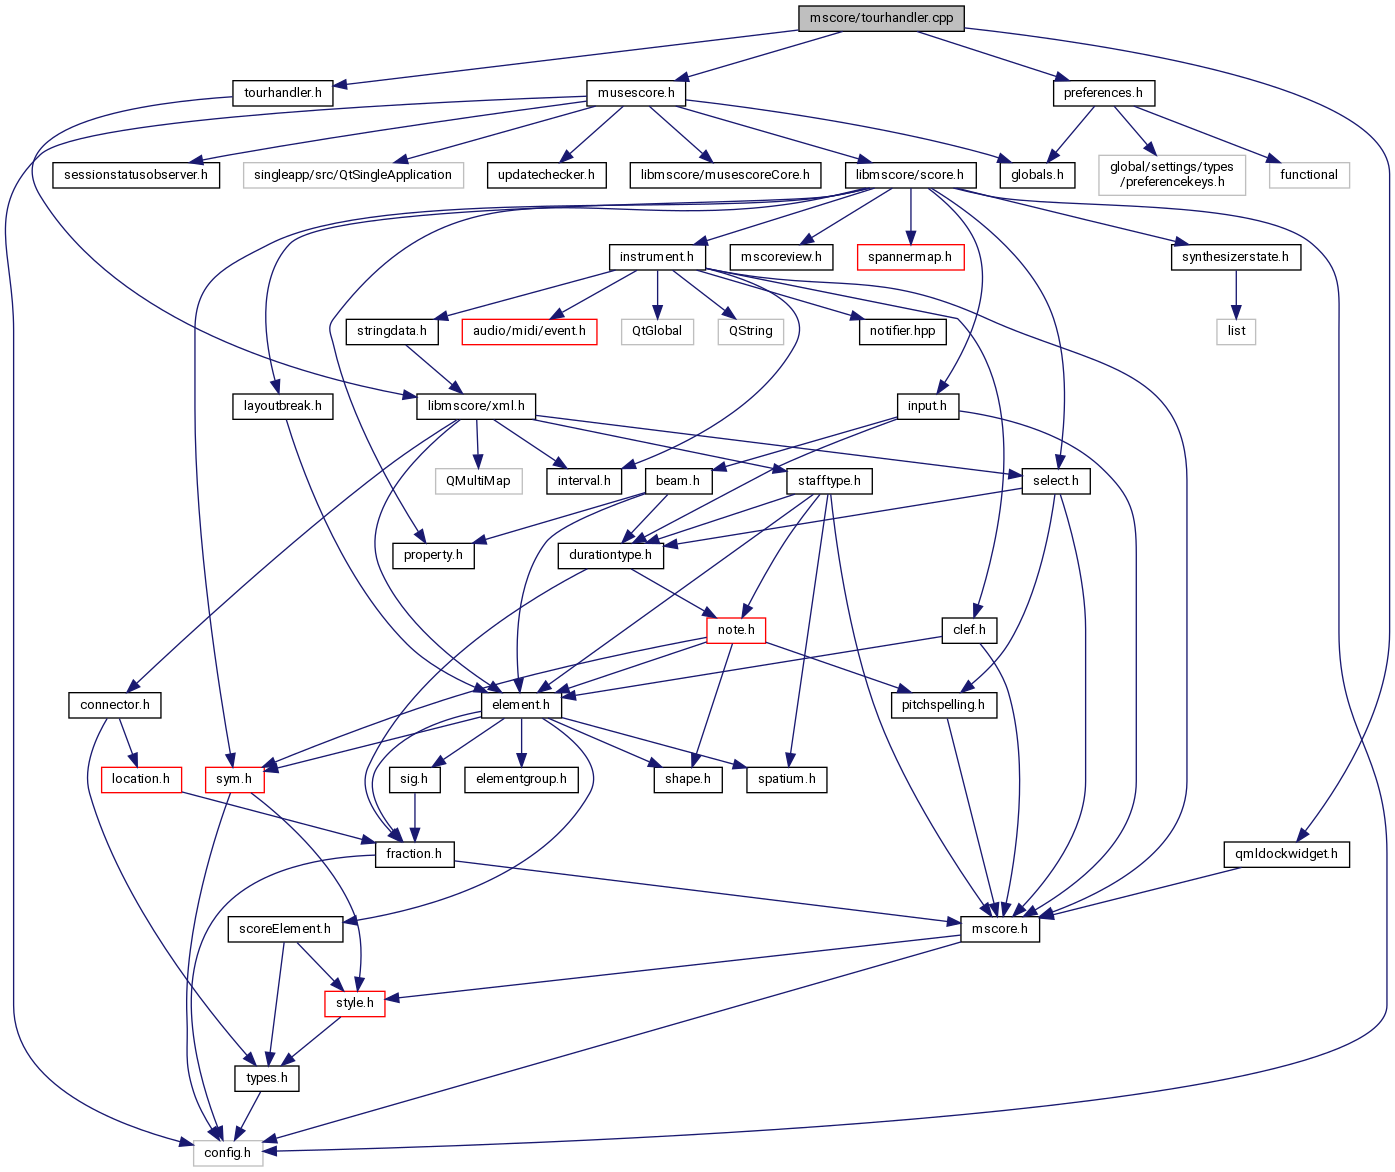 mscore/tourhandler.cpp
tourhandler.h
musescore.h
preferences.h
sessionstatusobserver.h
singleapp/src/QtSingleApplication
updatechecker.h
libmscore/musescoreCore.h
libmscore/score.h
globals.h
global/settings/types
/preferencekeys.h
functional
instrument.h
mscoreview.h
spannermap.h
synthesizerstate.h
stringdata.h
audio/midi/event.h
QtGlobal
QString
notifier.hpp
list
layoutbreak.h
libmscore/xml.h
input.h
QMultiMap
interval.h
beam.h
stafftype.h
select.h
property.h
durationtype.h
note.h
clef.h
connector.h
element.h
pitchspelling.h
location.h
sym.h
sig.h
elementgroup.h
shape.h
spatium.h
fraction.h
qmldockwidget.h
scoreElement.h
mscore.h
style.h
types.h
config.h